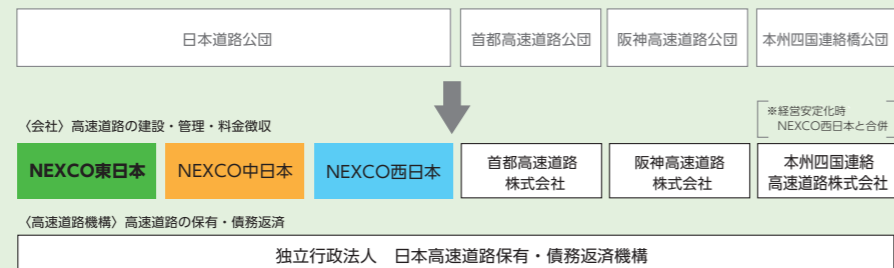 日本道路公団
首都高速道路公団
阪神高速道路公団
本州四国連絡橋公団
※経営安定化時
NEXCO西日本と合併
〈会社〉高速道路の建設・管理・料金徴収
NEXCO東日本
NEXCO中日本
NEXCO西日本
首都高速道路
株式会社
阪神高速道路
株式会社
本州四国連絡
高速道路株式会社
〈高速道路機構〉高速道路の保有・債務返済
独立行政法人　日本高速道路保有・債務返済機構